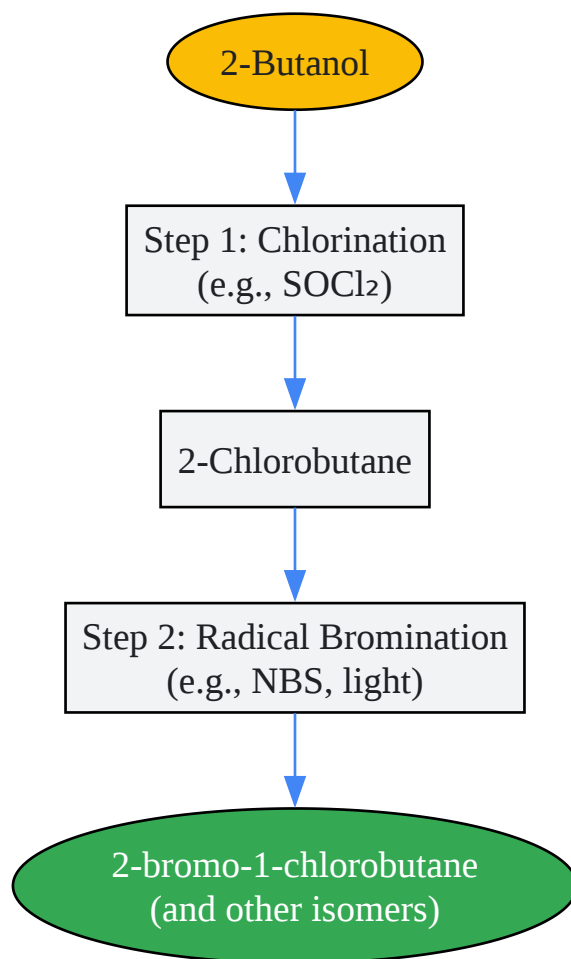 2-Butanol
Step 1: Chlorination
(e.g., SOCl₂)
2-Chlorobutane
Step 2: Radical Bromination
(e.g., NBS, light)
2-bromo-1-chlorobutane
(and other isomers)